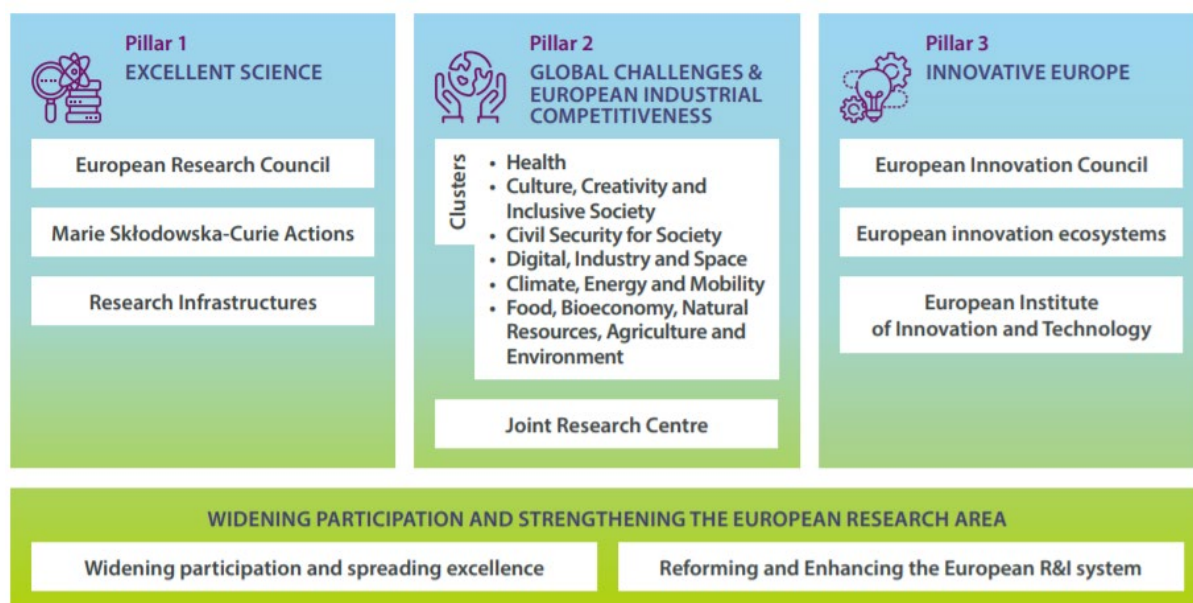 Pillar 1
EXCELLENT SCIENCE
European Research Council
Marie Skłodowska-Curie Actions
Research Infrastructures
Pillar 2
GLOBAL CHALLENGES &
EUROPEAN INDUSTRIAL
COMPETITIVENESS
Clusters
• Health
• Culture, Creativity and
Inclusive Society
• Civil Security for Society
• Digital, Industry and Space
• Climate, Energy and Mobility
• Food, Bioeconomy, Natural
Resources, Agriculture and
Environment
Joint Research Centre
Pillar 3
INNOVATIVE EUROPE
European Innovation Council
European innovation ecosystems
European Institute
of Innovation and Technology
WIDENING PARTICIPATION AND STRENGTHENING THE EUROPEAN RESEARCH AREA
Widening participation and spreading excellence
Reforming and Enhancing the European R&I system